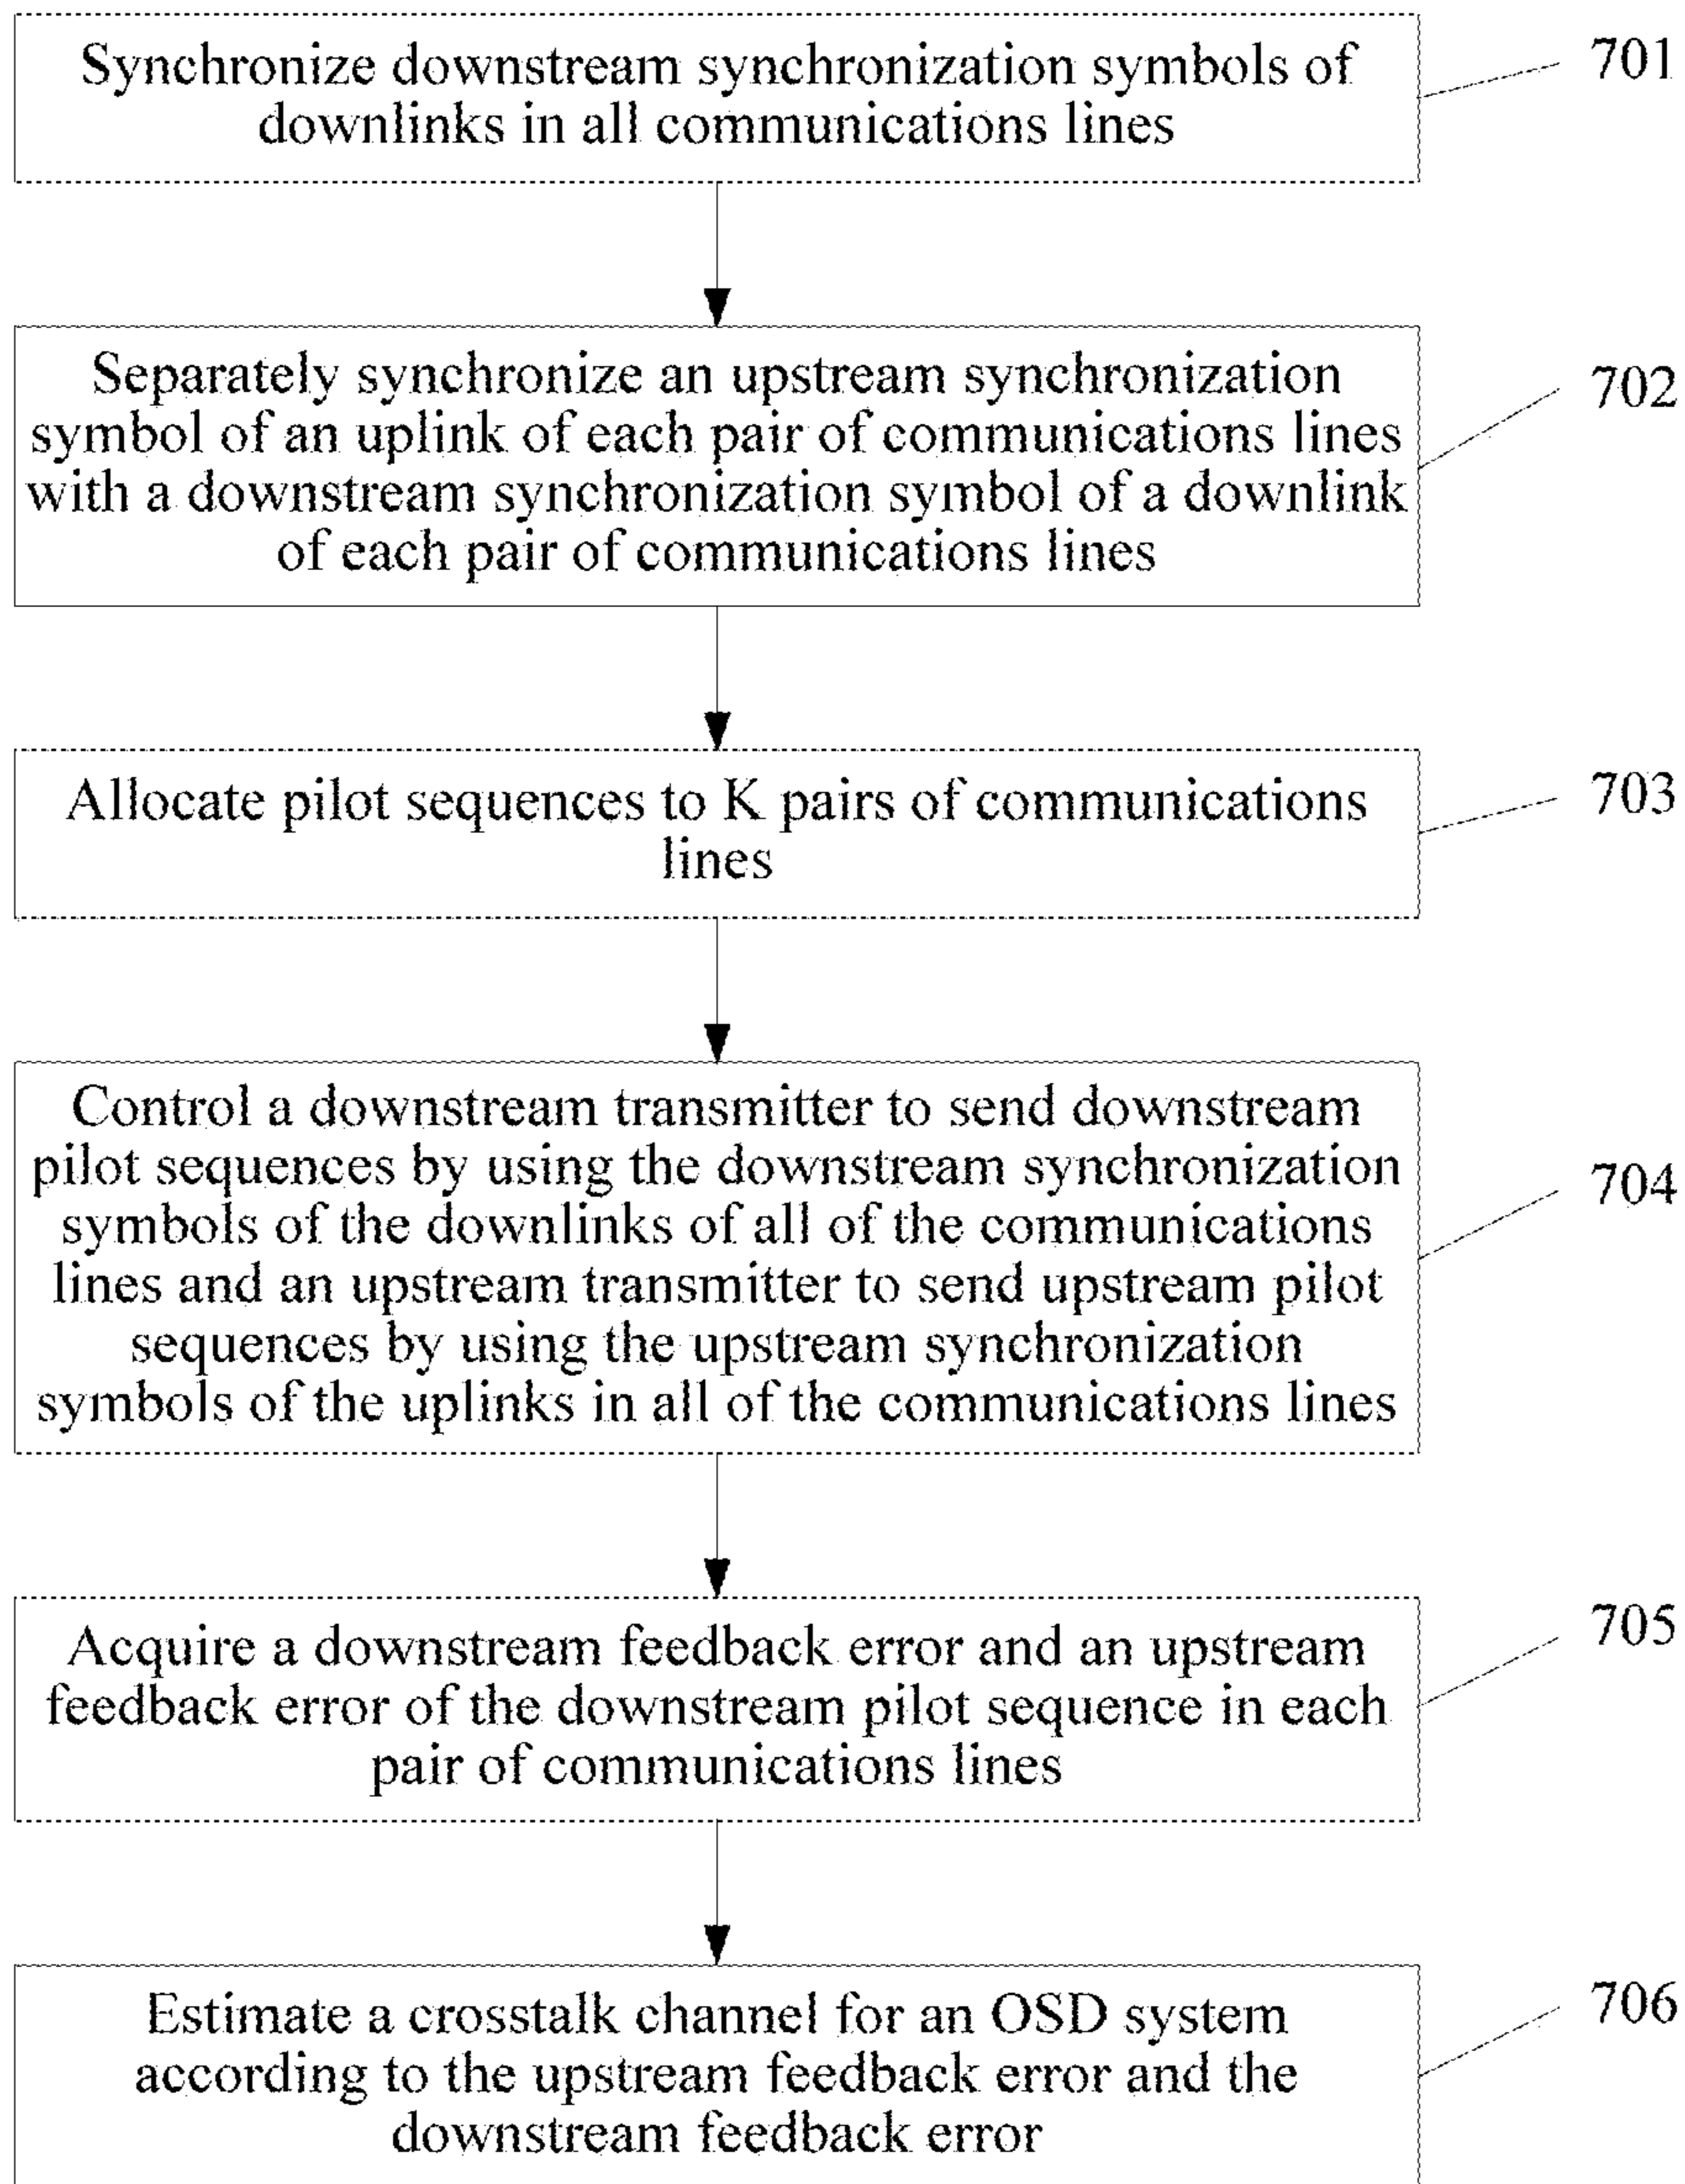 Synchronize downstream synchronization symbols of
downlinks in all communications lines
701
Separately synchronize an upstream synchronization
symbol of an uplink of each pair of communications lines
with a downstream synchronization symbol of a downlink
of each pair of communications lines
702
Allocate pilot sequences to K pairs of communications
lines
703
Control a downstream transmitter to send downstream
pilot sequences by using the downstream synchronization
symbols of the downlinks of all of the communications
lines and an upstream transmitter to send upstream pilot
sequences by using the upstream synchronization
symbols of the uplinks in all of the communications lines
704
Acquire a downstream feedback error and an upstream
feedback error of the downstream pilot sequence in each
pair of communications lines
705
Estimate a crosstalk channel for an OSD system
according to the upstream feedback error and the
downstream feedback error
706